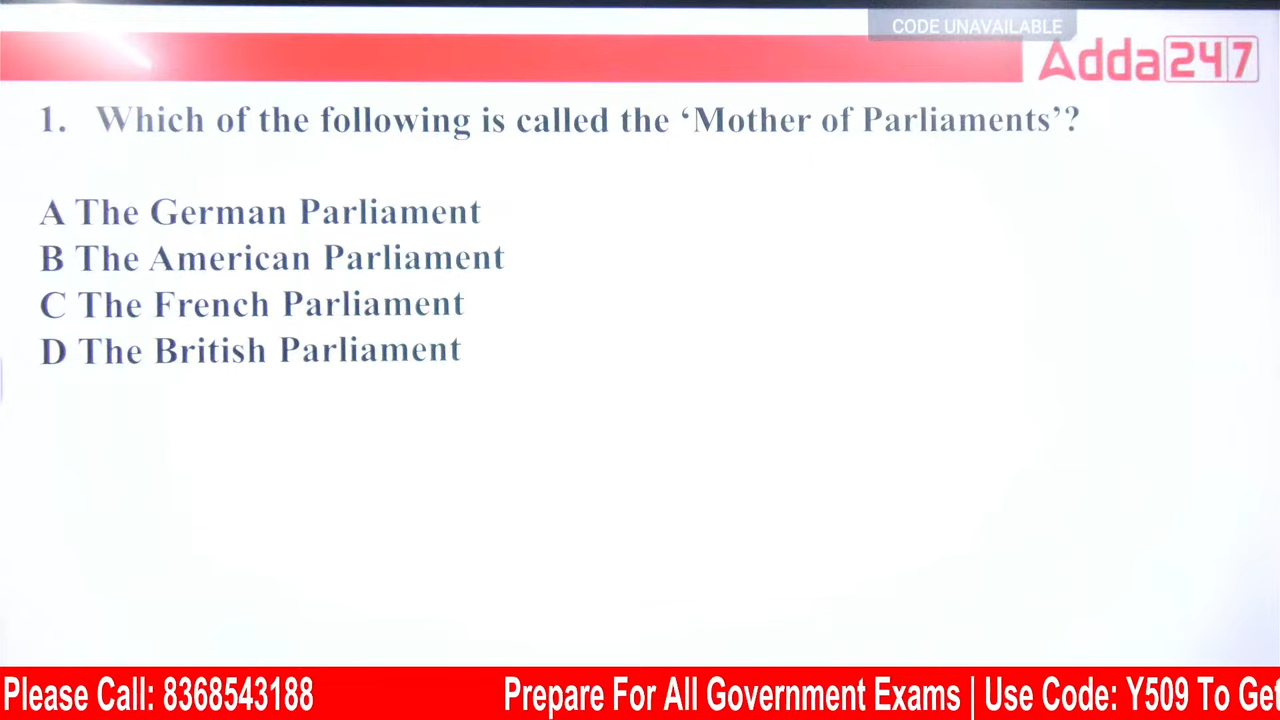 CODE UNAVAILABLE
Adda247
1. Which of the following is called the ‘Mother of Parliaments’?
A The German Parliament
B The American Parliament
C The French Parliament
D The British Parliament
Please Call: 8368543188 Prepare For All Government Exams | Use Code: Y509 To Get